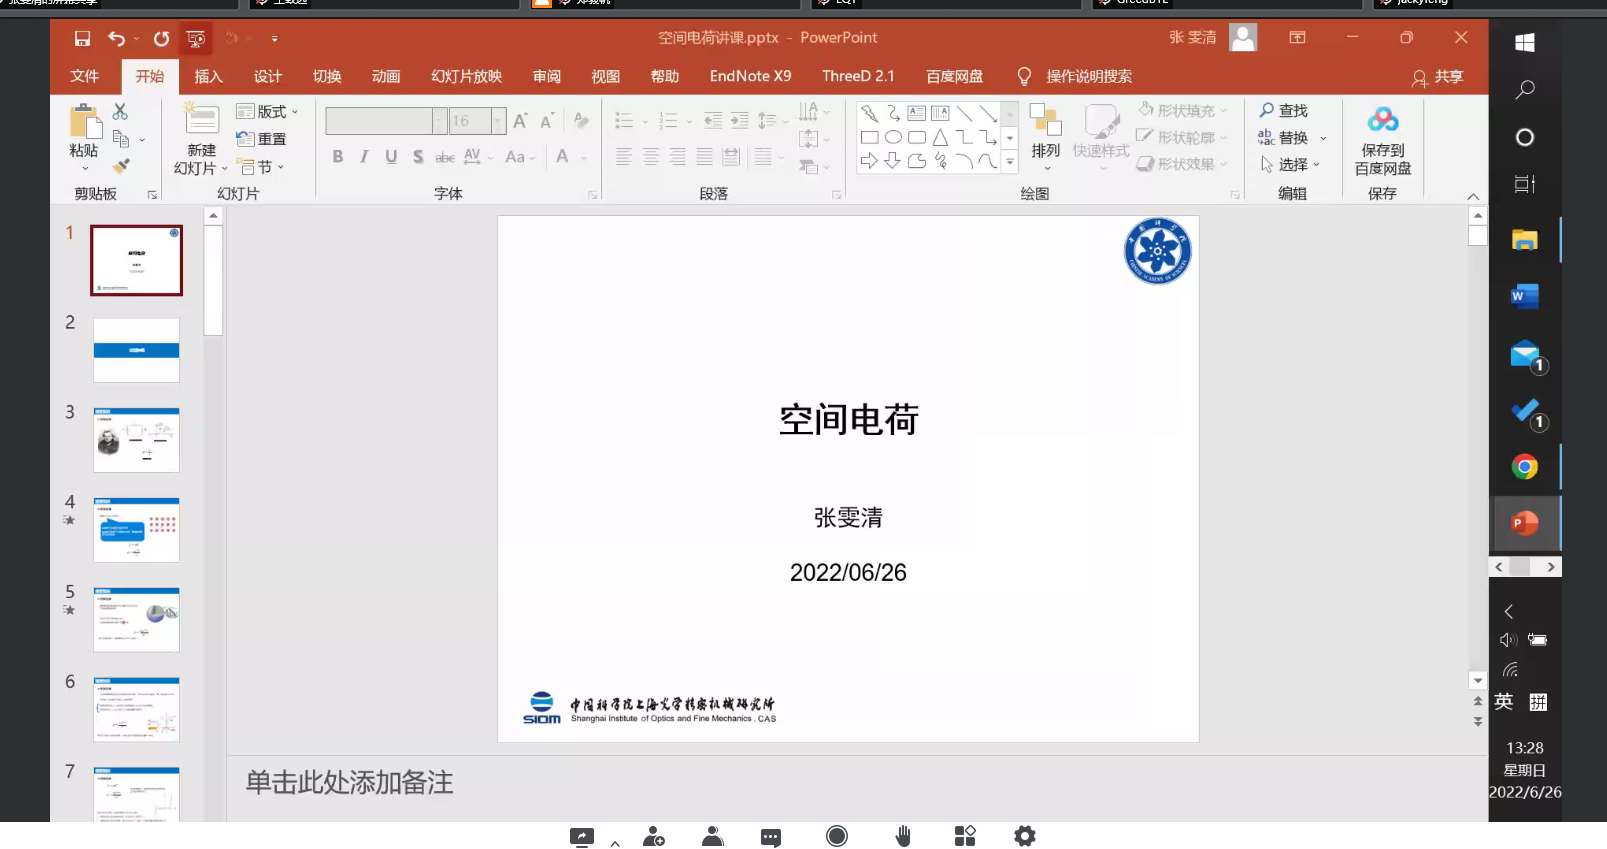 空间电荷讲课.pptx - PowerPoint
张 雯清
文件 开始 插入 设计 切换 动画 幻灯片放映 审阅 视图 帮助 EndNote X9 ThreeD 2.1 百度网盘 操作说明搜索 共享
粘贴
剪贴板
新建
幻灯片
版式
重置
节
幻灯片
16
B I U S abc AV Aa A
字体
段落
排列
快速样式
形状填充
形状轮廓
形状效果
绘图
查找
替换
选择
编辑
保存到
百度网盘
保存
1
2
3
4
5
6
7
空间电荷
张雯清
2022/06/26
SIOM 中国科学院上海光学精密机械研究所
Shanghai Institute of Optics and Fine Mechanics , CAS
单击此处添加备注
1
1
英 拼
13:28
星期日
2022/6/26